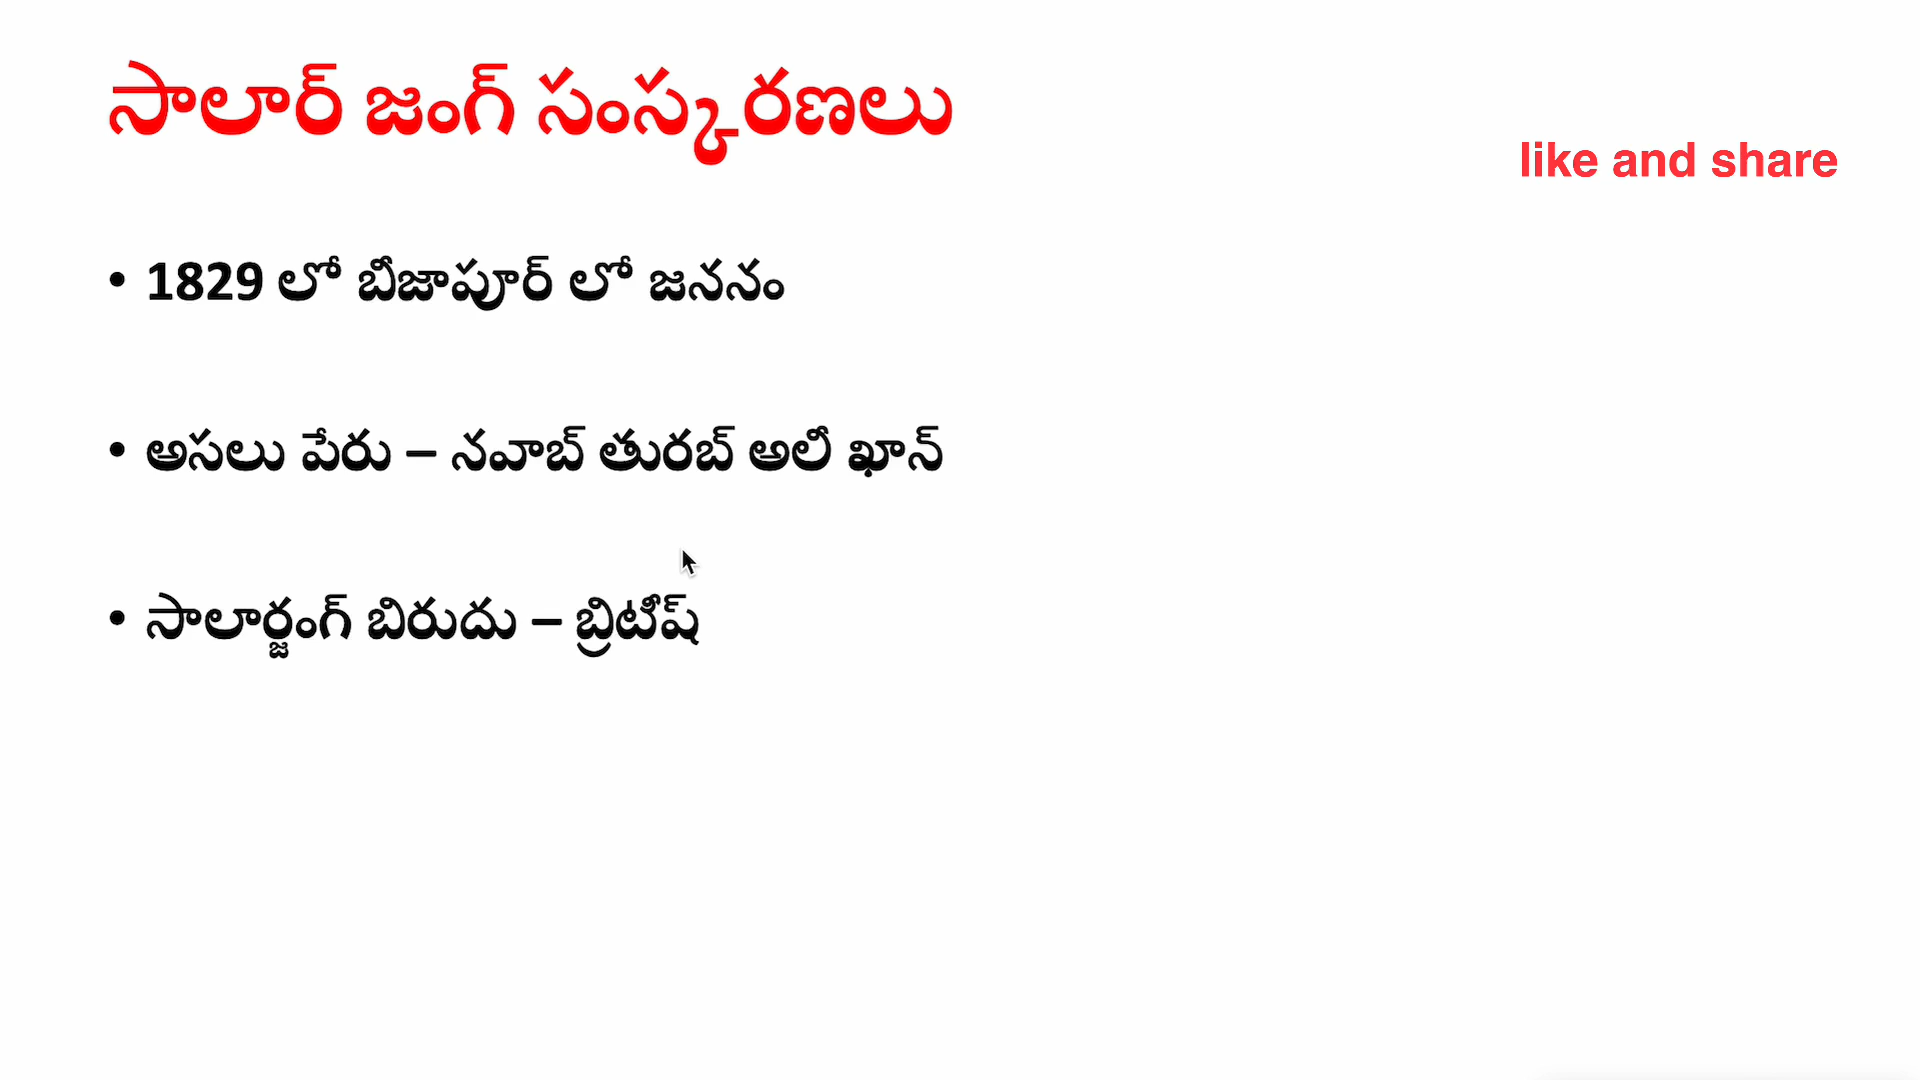 సాలార్ జంగ్ సంస్కరణలు
like and share
• 1829 లో బీజాపూర్ లో జననం
• అసలు పేరు – నవాబ్ తురబ్ అలీ ఖాన్
• సాలార్జంగ్ బిరుదు – బ్రిటీష్